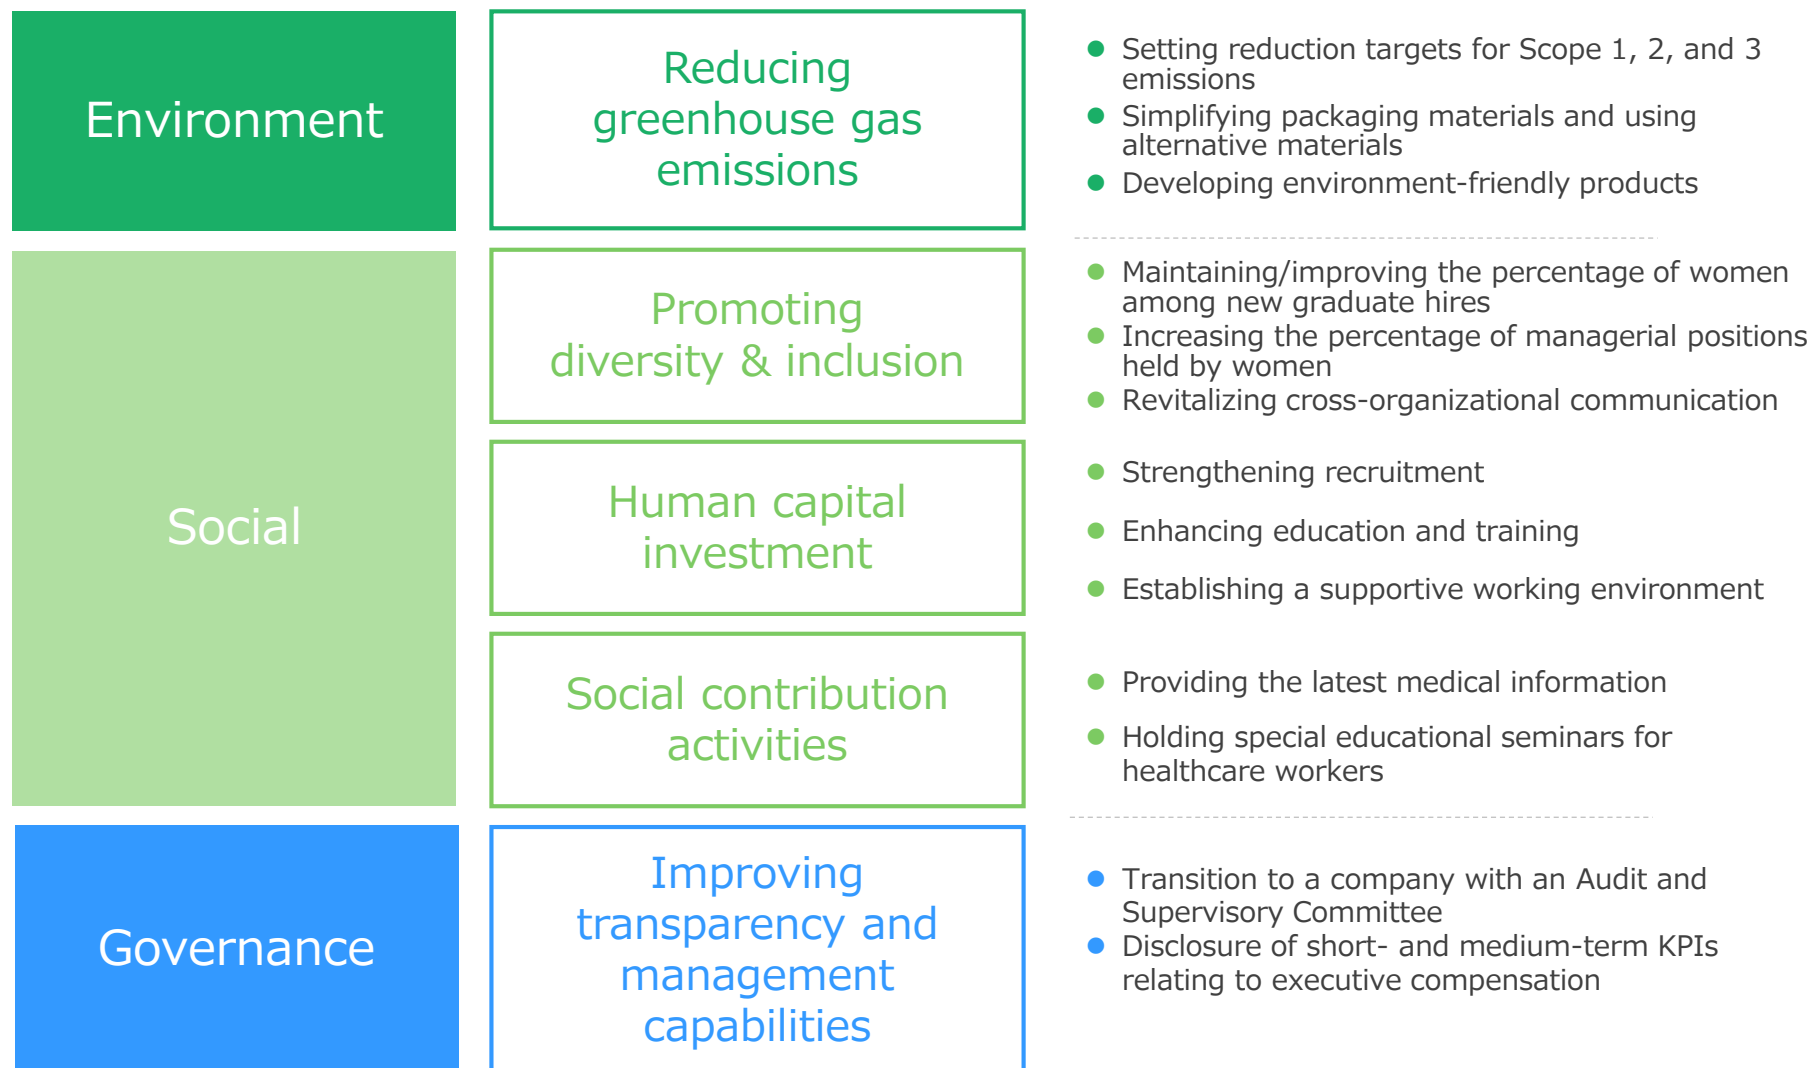 Environment
Reducing
greenhouse gas
emissions
● Setting reduction targets for Scope 1, 2, and 3
emissions
● Simplifying packaging materials and using
alternative materials
● Developing environment-friendly products
Social
Promoting
diversity & inclusion
● Maintaining/improving the percentage of women
among new graduate hires
● Increasing the percentage of managerial positions
held by women
● Revitalizing cross-organizational communication
Human capital
investment
● Strengthening recruitment
● Enhancing education and training
● Establishing a supportive working environment
Social contribution
activities
● Providing the latest medical information
● Holding special educational seminars for
healthcare workers
Governance
Improving
transparency and
management
capabilities
● Transition to a company with an Audit and
Supervisory Committee
● Disclosure of short- and medium-term KPIs
relating to executive compensation